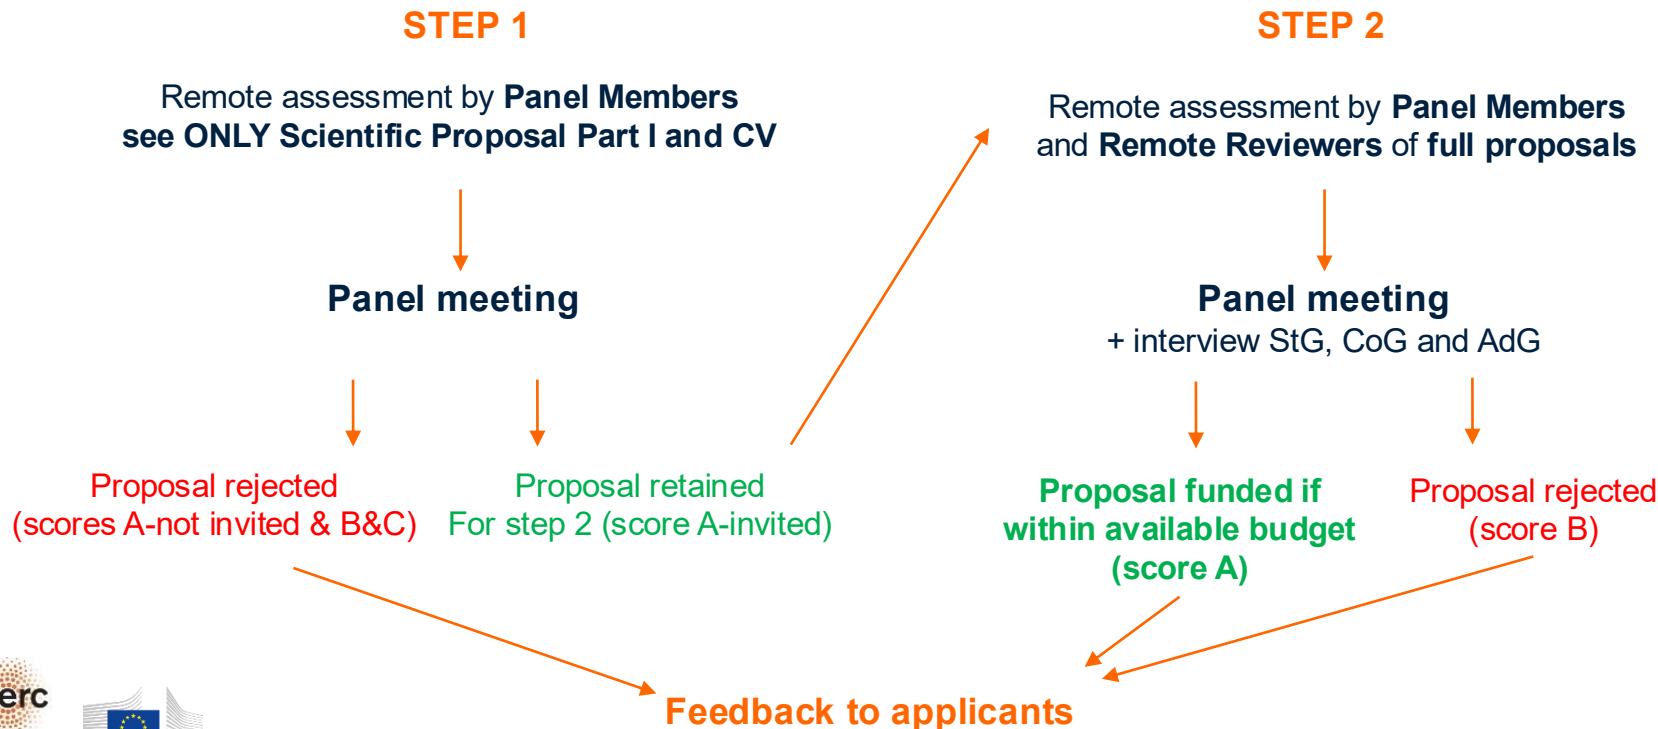 STEP 1
Remote assessment by Panel Members
see ONLY Scientific Proposal Part I and CV
Panel meeting
Proposal rejected
(scores A-not invited & B&C)
Proposal retained
For step 2 (score A-invited)
STEP 2
Remote assessment by Panel Members
and Remote Reviewers of full proposals
Panel meeting
+ interview StG, CoG and AdG
Proposal funded if
within available budget
(score A)
Proposal rejected
(score B)
Feedback to applicants
erc